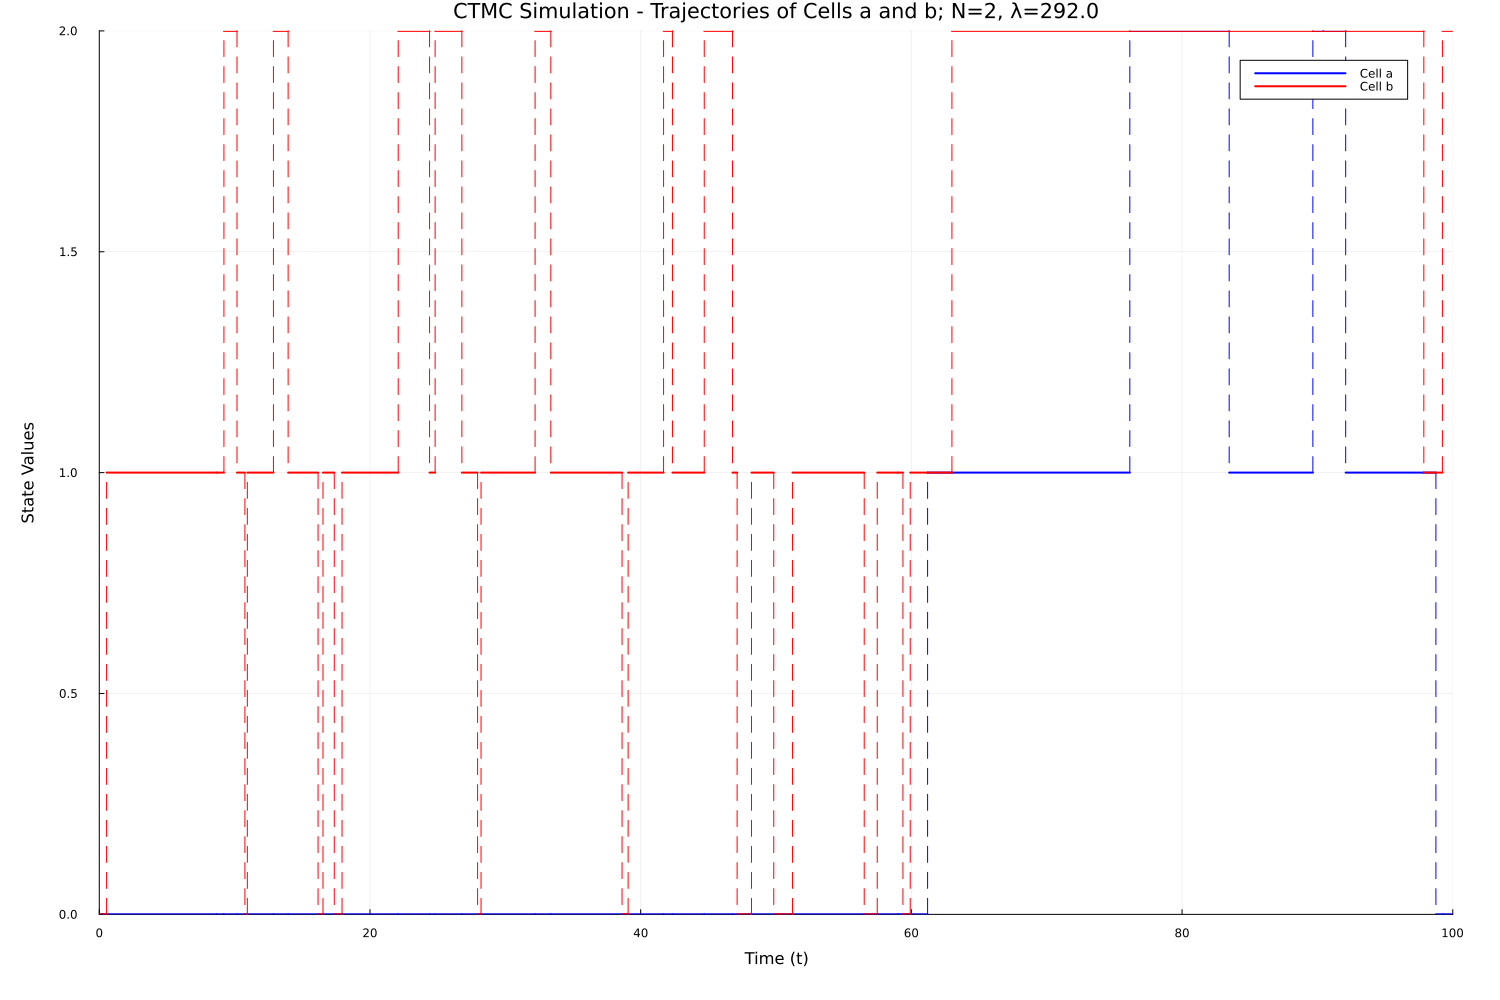 CTMC Simulation - Trajectories of Cells a and b; N=2, λ=292.0
2.0
Cell a
Cell b
1.5
1.0
State Values
0.5
0.0
0 20 40 60 80 100
Time (t)